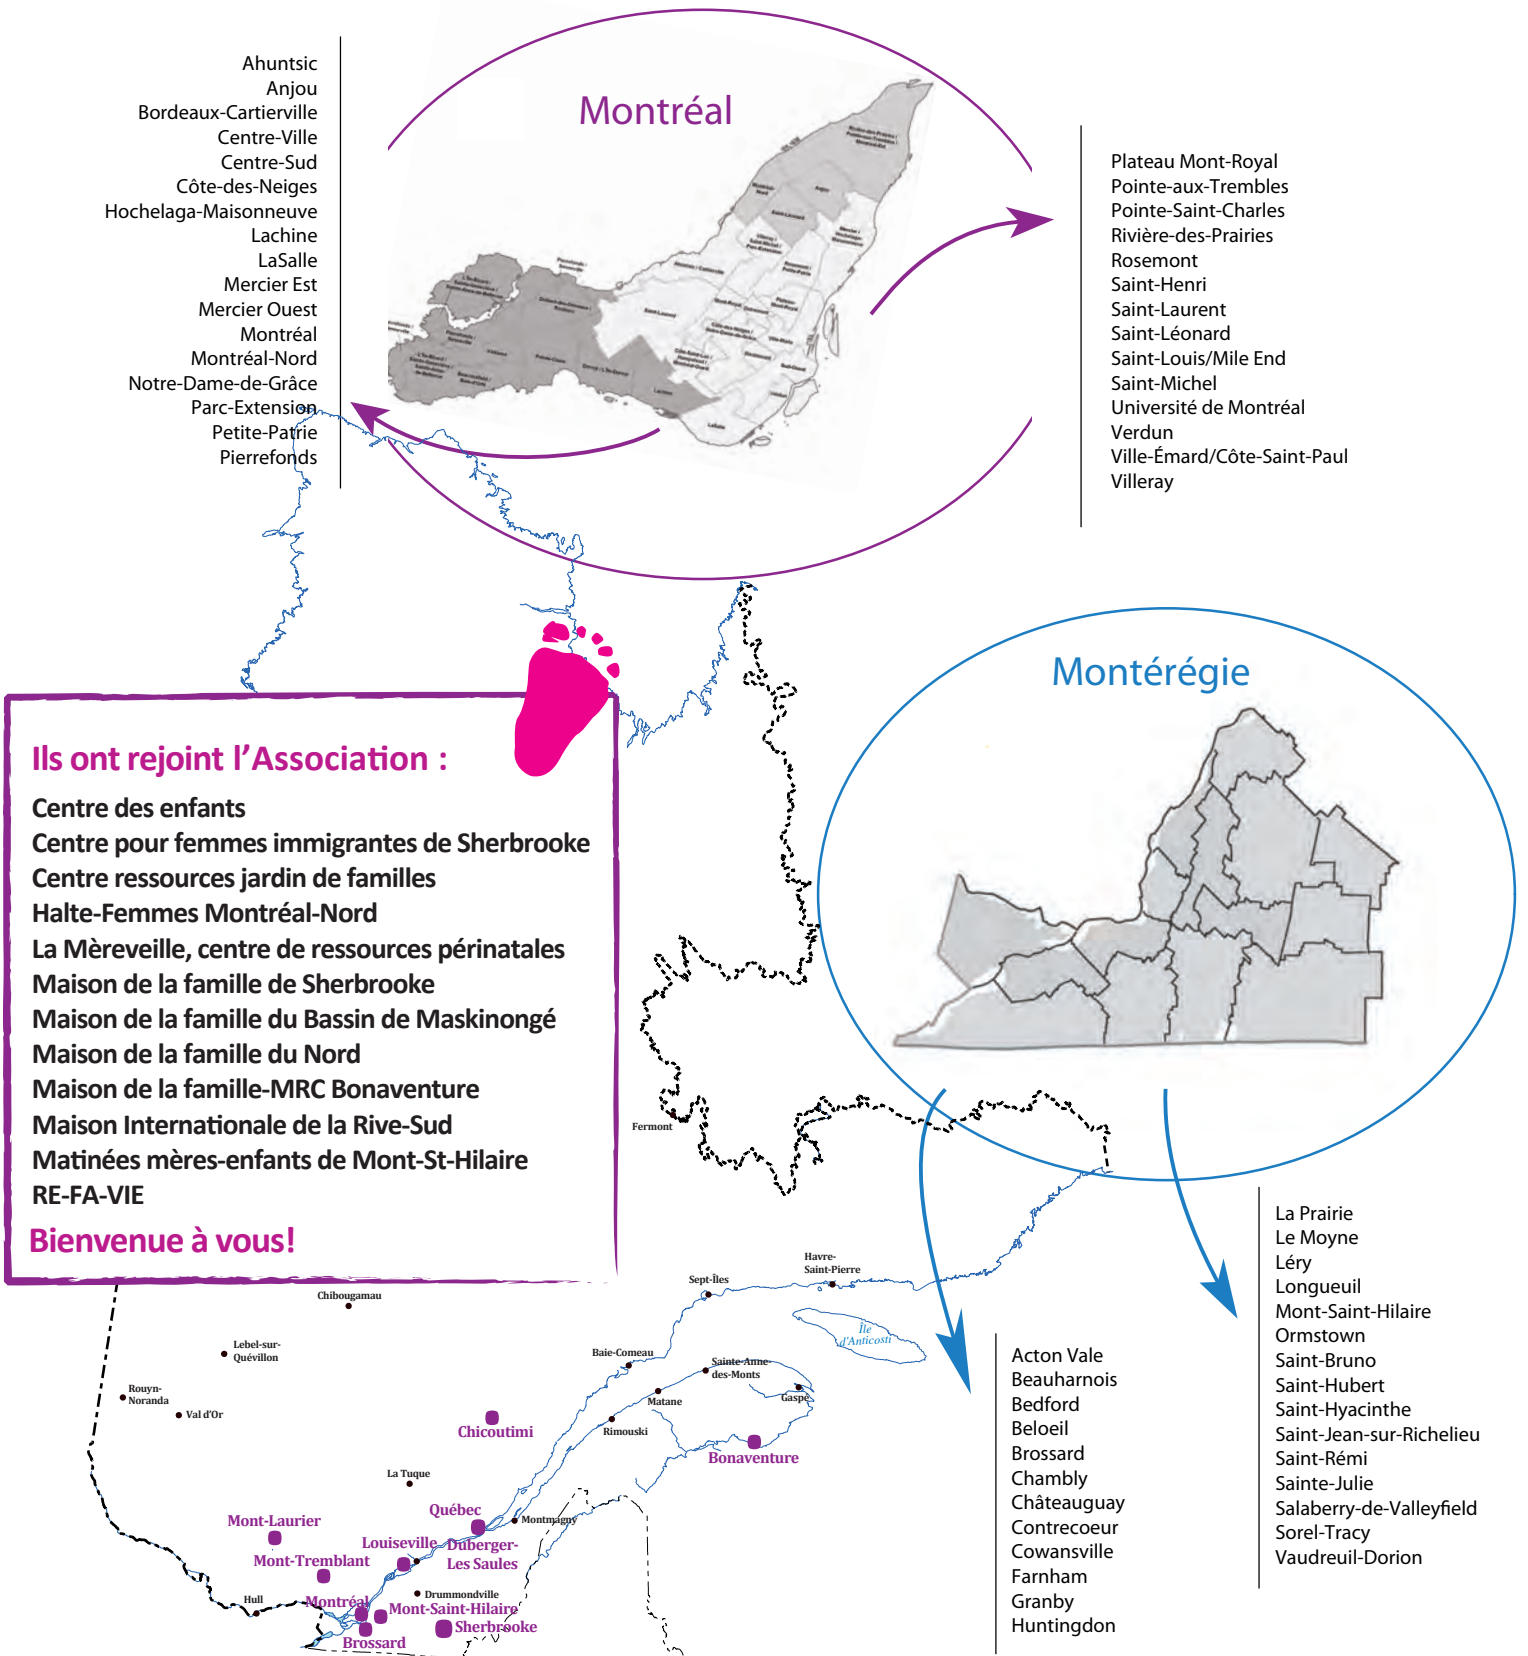 Ahuntsic
Anjou
Bordeaux-Cartierville
Centre-Ville
Centre-Sud
Côte-des-Neiges
Hochelaga-Maisonneuve
Lachine
LaSalle
Mercier Est
Mercier Ouest
Montréal
Montréal-Nord
Notre-Dame-de-Grâce
Parc-Extension
Petite-Patrie
Pierrefonds
Montréal
Plateau Mont-Royal
Pointe-aux-Trembles
Pointe-Saint-Charles
Rivière-des-Prairies
Rosemont
Saint-Henri
Saint-Laurent
Saint-Léonard
Saint-Louis/Mile End
Saint-Michel
Université de Montréal
Verdun
Ville-Émard/Côte-Saint-Paul
Villeray
Montérégie
Ils ont rejoint l'Association :
Centre des enfants
Centre pour femmes immigrantes de Sherbrooke
Centre ressources jardin de familles
Halte-Femmes Montréal-Nord
La Mèreveille, centre de ressources périnatales
Maison de la famille de Sherbrooke
Maison de la famille du Bassin de Maskinongé
Maison de la famille du Nord
Maison de la famille-MRC Bonaventure
Maison Internationale de la Rive-Sud
Matinées mères-enfants de Mont-St-Hilaire
RE-FA-VIE
Bienvenue à vous!
Fermont
Havre-
Saint-Pierre
Sept-Îles
Chibougamau
Île
d'Anticosti
Lebel-sur-
Quévillon
Baie-Comeau
Sainte-Anne-
des-Monts
Rouyn-
Noranda
Val d'Or
Matane
Gaspé
Chicoutimi
Rimouski
Bonaventure
La Tuque
Québec
Montmagny
Mont-Laurier
Louiseville
Duberger-
Les Saules
Mont-Tremblant
Drummondville
Hull
Montréal
Mont-Saint-Hilaire
Sherbrooke
Brossard
Acton Vale
Beauharnois
Bedford
Beloeil
Brossard
Chambly
Châteauguay
Contrecoeur
Cowansville
Farnham
Granby
Huntingdon
La Prairie
Le Moyne
Léry
Longueuil
Mont-Saint-Hilaire
Ormstown
Saint-Bruno
Saint-Hubert
Saint-Hyacinthe
Saint-Jean-sur-Richelieu
Saint-Rémi
Sainte-Julie
Salaberry-de-Valleyfield
Sorel-Tracy
Vaudreuil-Dorion